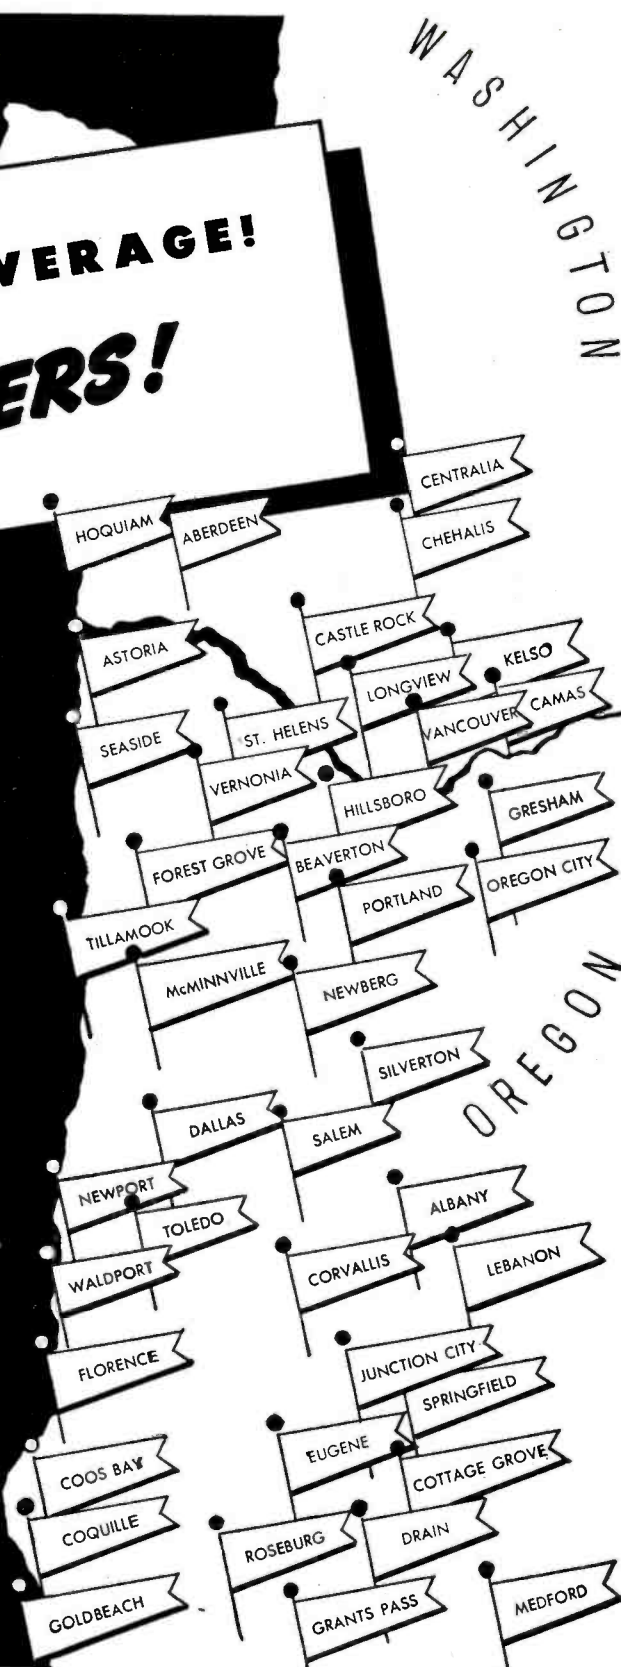 WASHINGTON
VERAGE!
ERS!
CENTRALIA
HOQUIAM
ABERDEEN
CHEHALIS
CASTLE ROCK
ASTORIA
KELSO
LONGVIEW
CAMAS
VANCOUVER
ST. HELENS
SEASIDE
VERNONIA
HILLSBORO
GRESHAM
FOREST GROVE
BEAVERTON
OREGON CITY
PORTLAND
TILLAMOOK
McMINNVILLE
NEWBERG
OREGON
SILVERTON
DALLAS
SALEM
NEWPORT
ALBANY
TOLEDO
WALDPORT
CORVALLIS
LEBANON
FLORENCE
JUNCTION CITY
SPRINGFIELD
EUGENE
COOS BAY
COTTAGE GROVE
COQUILLE
ROSEBURG
DRAIN
GOLDBEACH
GRANTS PASS
MEDFORD